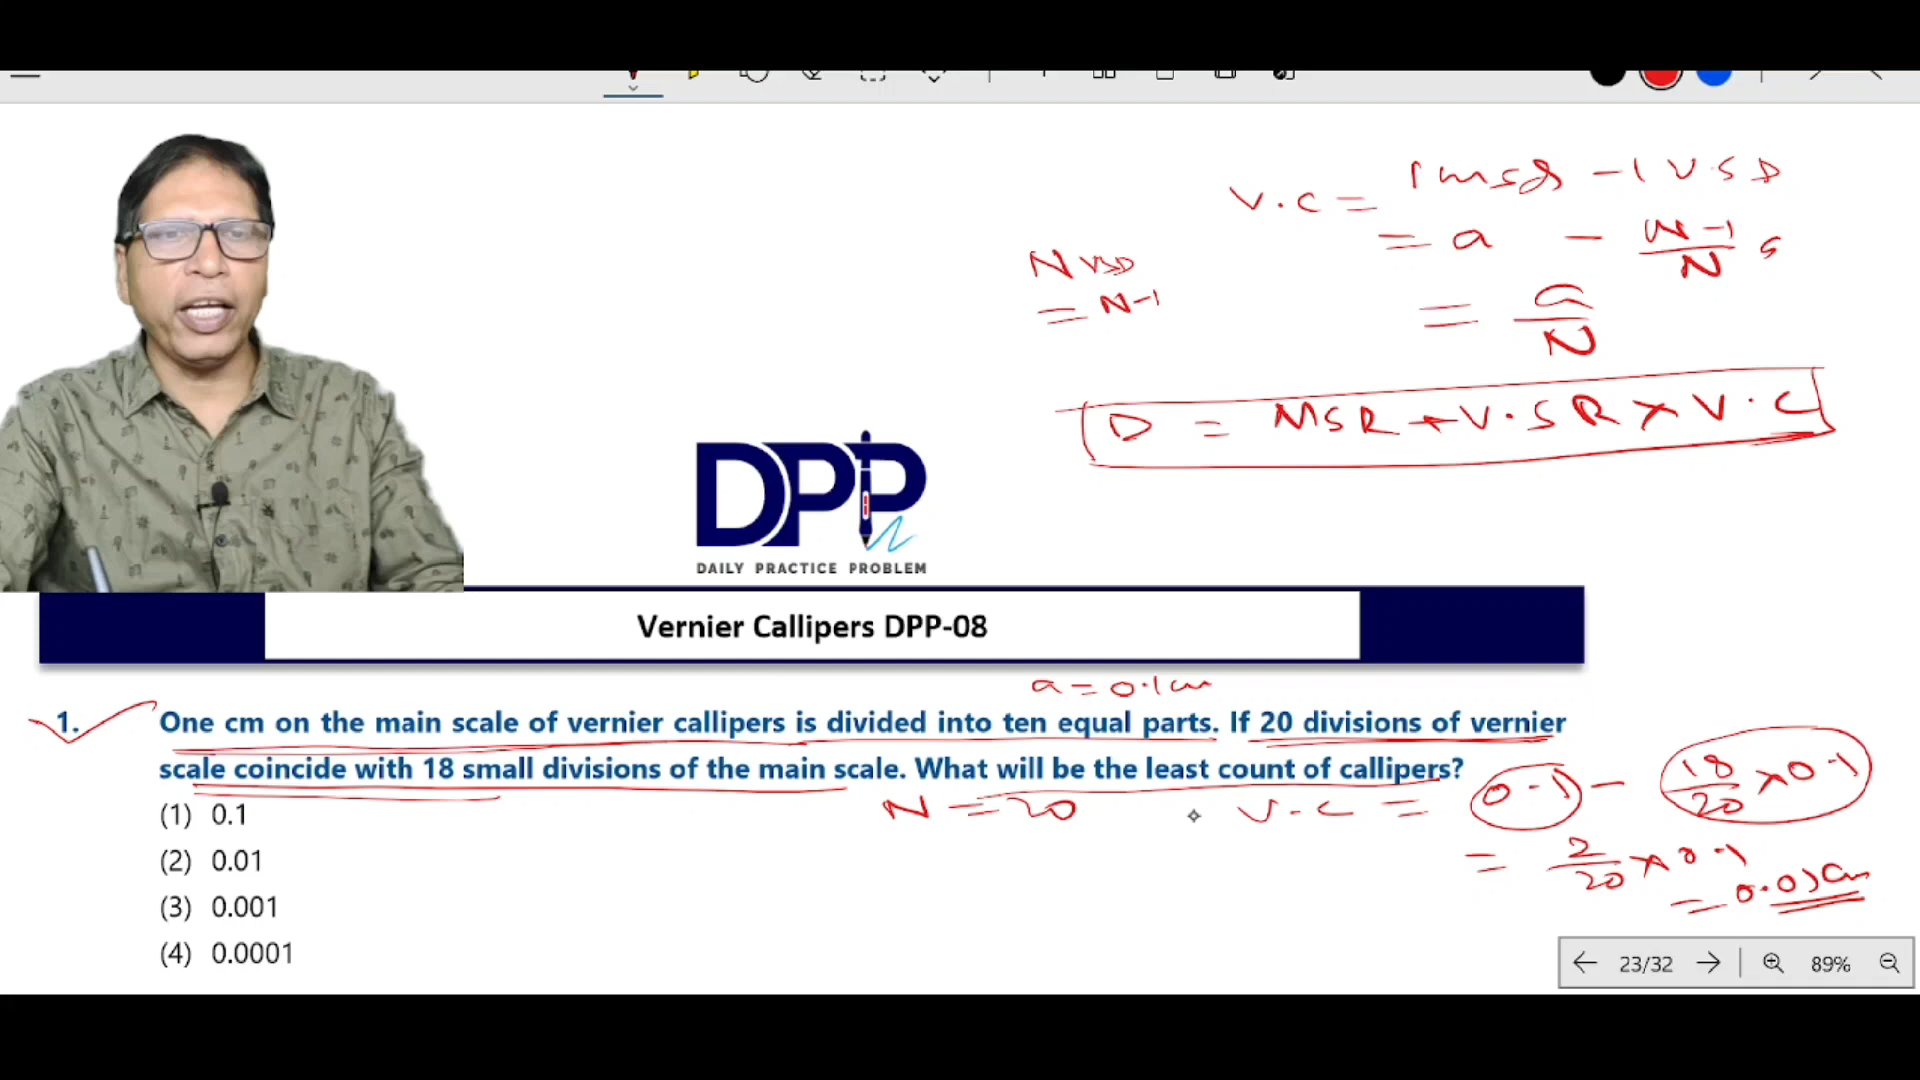 V.C = 1 msd - 1 V.S D
= a - N-1/N a
N VSD
= N-1
= a/N
D = MSR + V.SR × V.C
DPP
DAILY PRACTICE PROBLEM
Vernier Callipers DPP-08
a = 0.1 cm
1. One cm on the main scale of vernier callipers is divided into ten equal parts. If 20 divisions of vernier
scale coincide with 18 small divisions of the main scale. What will be the least count of callipers?
N = 20
V.C = 0.1 - 18/20 × 0.1
= 2/20 × 0.1
= 0.01 cm
(1) 0.1
(2) 0.01
(3) 0.001
(4) 0.0001
23/32
89%